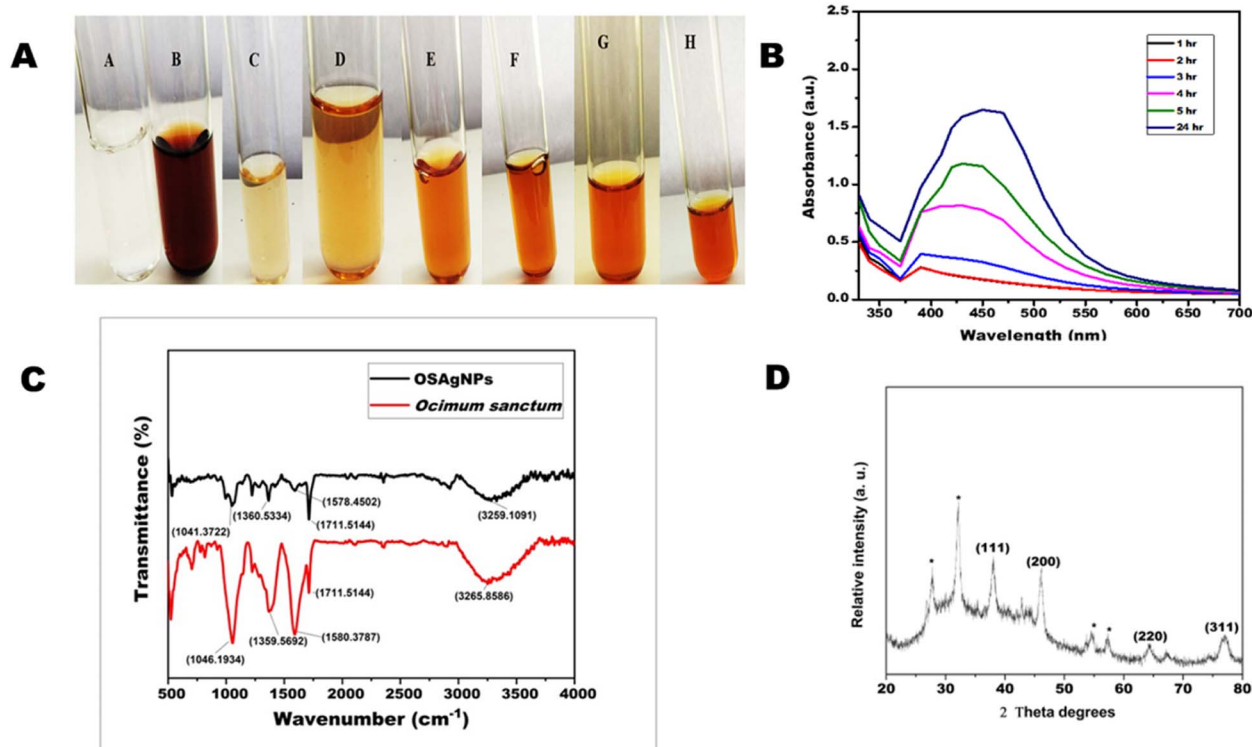 A
A
B
C
D
E
F
G
H
B
2.5
2.0
1.5
1.0
0.5
0.0
Absorbance (a.u.)
1 hr
2 hr
3 hr
4 hr
5 hr
24 hr
350
400
450
500
550
600
650
700
Wavelength (nm)
C
Transmittance (%)
OSAgNPs
Ocimum sanctum
(1041.3722)
(1360.5334)
(1578.4502)
(1711.5144)
(3259.1091)
(1046.1934)
(1359.5692)
(1580.3787)
(1711.5144)
(3265.8586)
500
1000
1500
2000
2500
3000
3500
4000
Wavenumber (cm⁻¹)
D
Relative intensity (a. u.)
*
*
(111)
(200)
*
*
(220)
(311)
20
30
40
50
60
70
80
2 Theta degrees